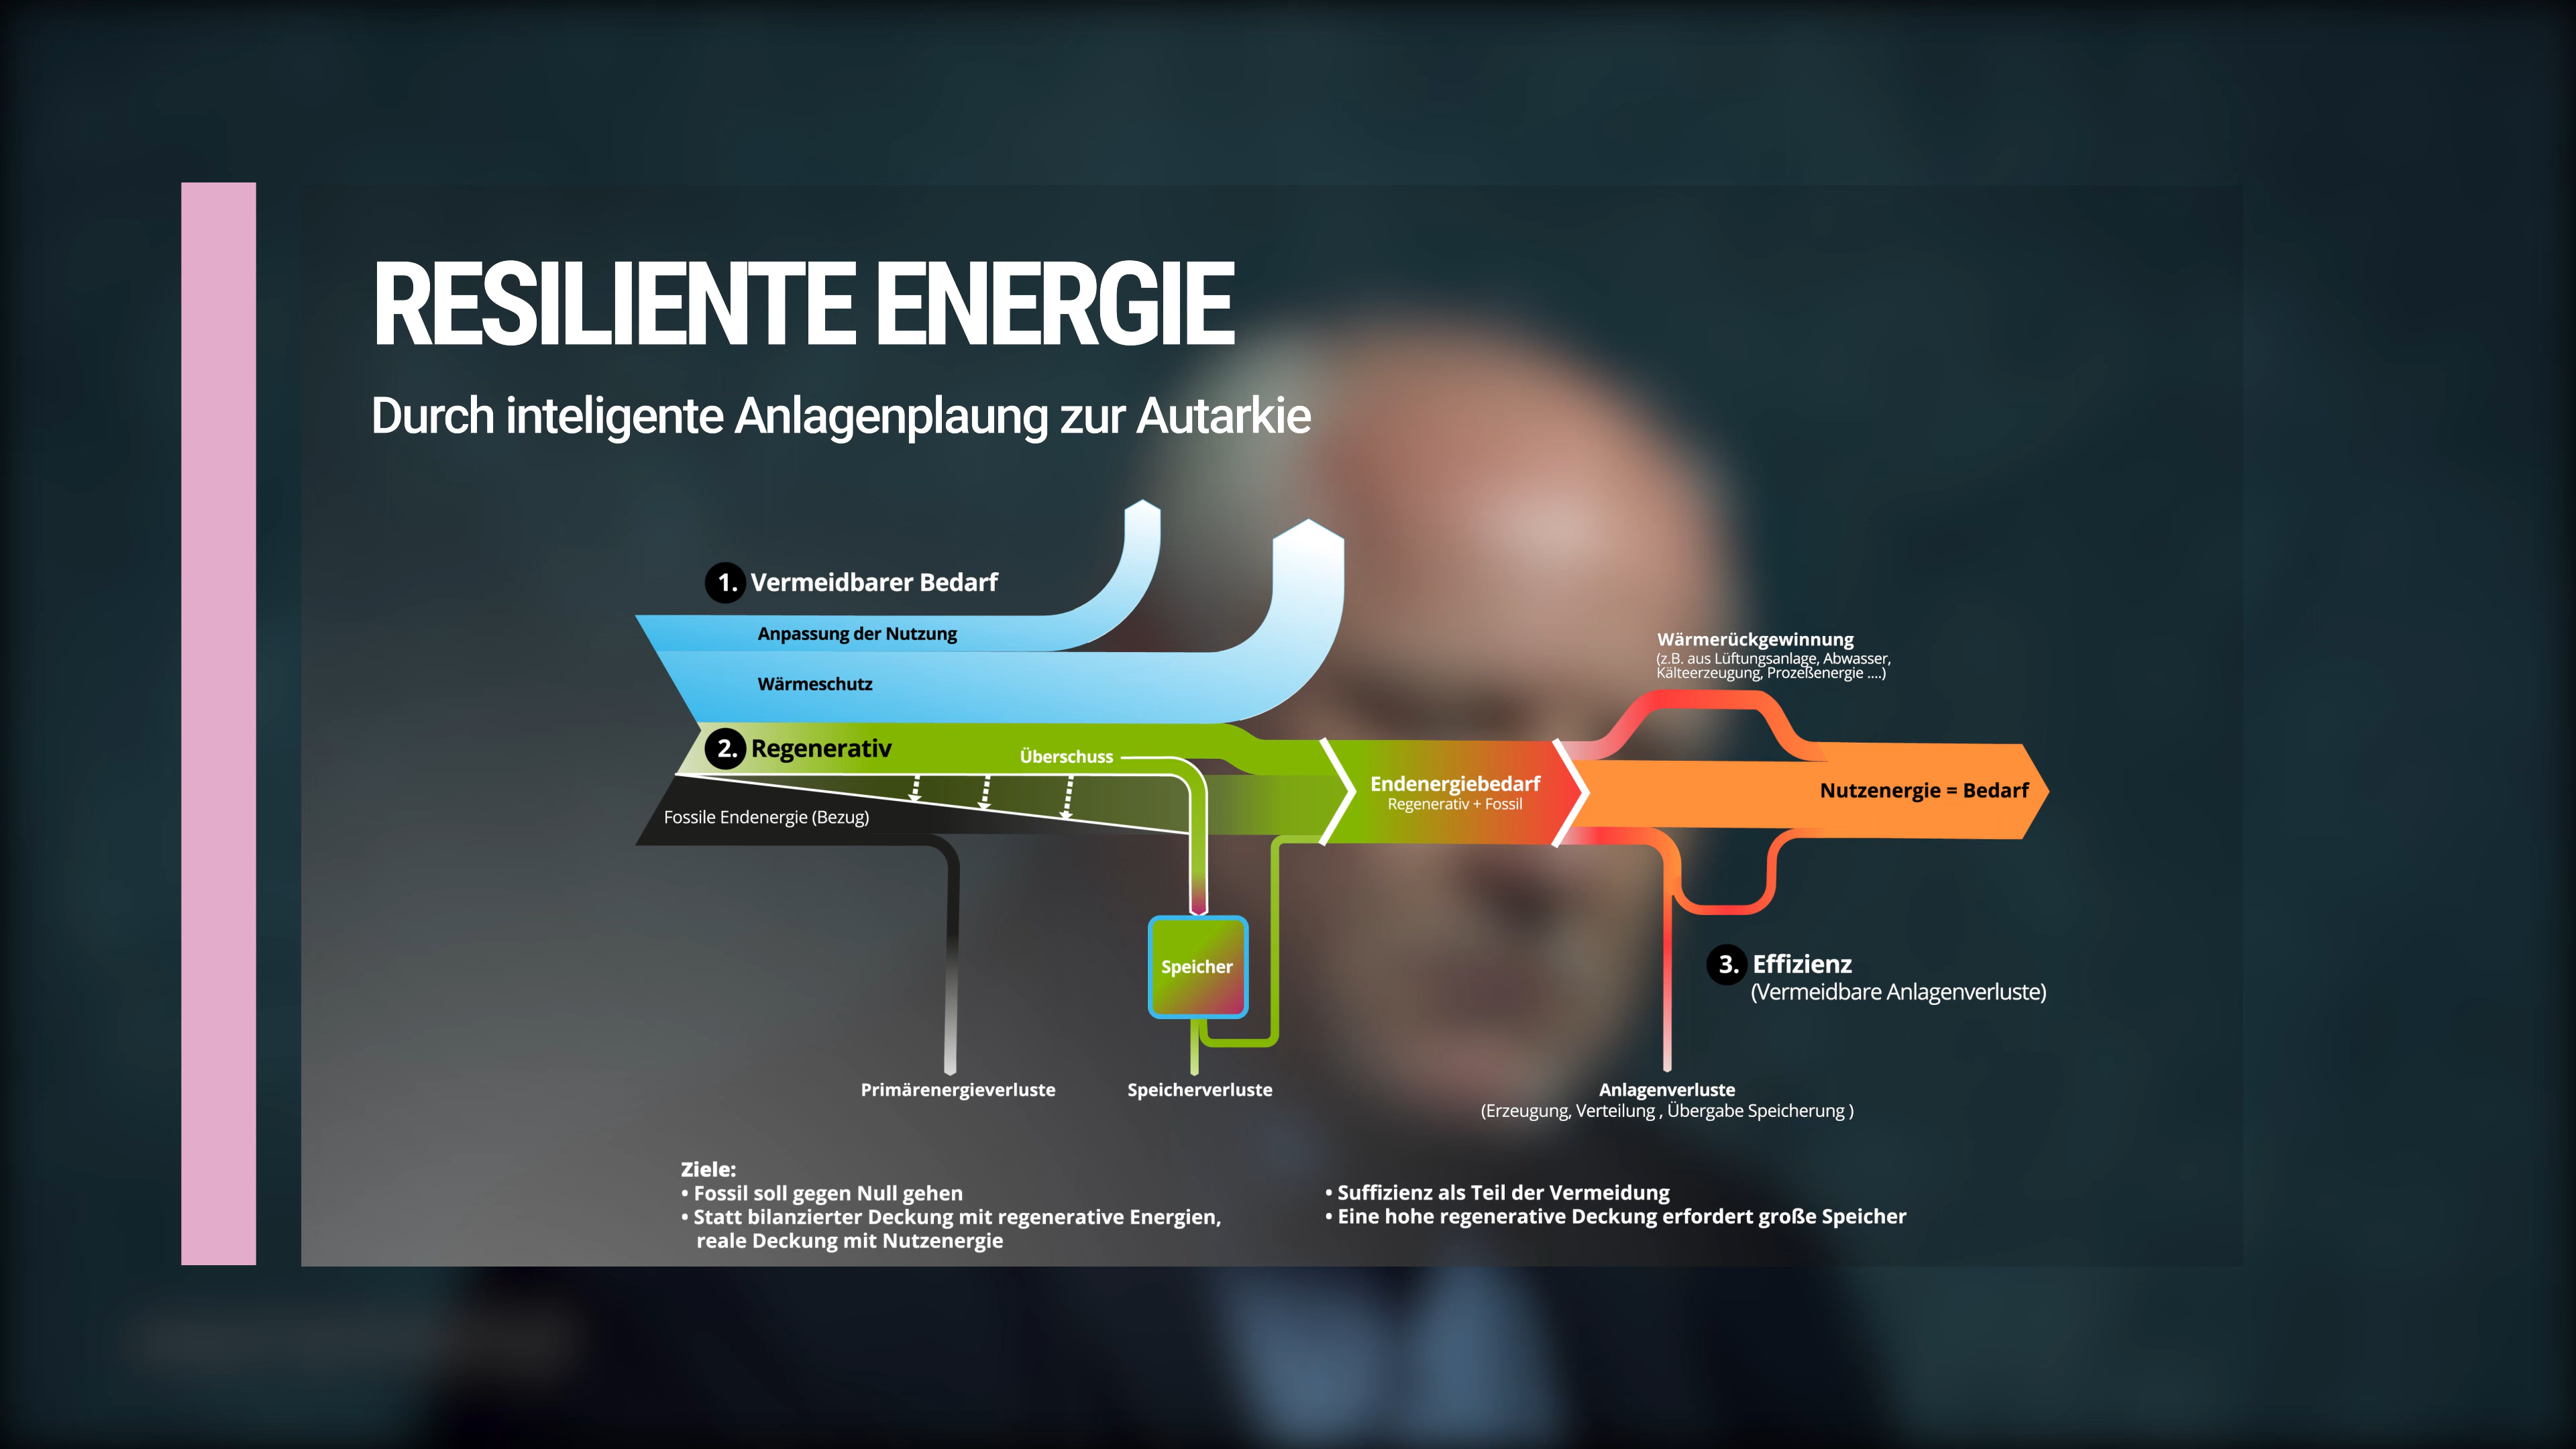 RESILIENTE ENERGIE
Durch inteligente Anlagenplaung zur Autarkie
1. Vermeidbarer Bedarf
Anpassung der Nutzung
Wärmeschutz
2. Regenerativ
Überschuss
Fossile Endenergie (Bezug)
Endenergiebedarf
Regenerativ + Fossil
Wärmerückgewinnung
(z.B. aus Lüftungsanlage, Abwasser,
Kälteerzeugung, Prozeßenergie ....)
Nutzenergie = Bedarf
Speicher
3. Effizienz
(Vermeidbare Anlagenverluste)
Primärenergieverluste
Speicherverluste
Anlagenverluste
(Erzeugung, Verteilung , Übergabe Speicherung )
Ziele:
• Fossil soll gegen Null gehen
• Statt bilanzierter Deckung mit regenerative Energien,
reale Deckung mit Nutzenergie
• Suffizienz als Teil der Vermeidung
• Eine hohe regenerative Deckung erfordert große Speicher